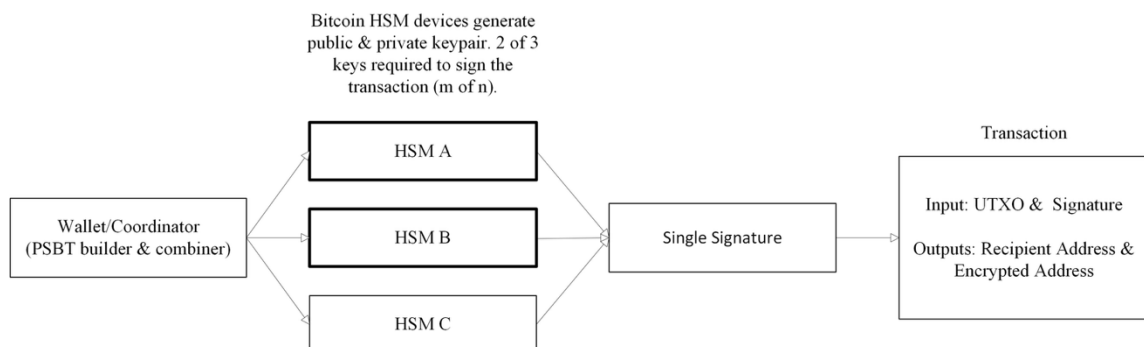 Bitcoin HSM devices generate
public & private keypair. 2 of 3
keys required to sign the
transaction (m of n).
Transaction
HSM A
Wallet/Coordinator
(PSBT builder & combiner)
HSM B
Single Signature
Input: UTXO & Signature
Outputs: Recipient Address &
Encrypted Address
HSM C